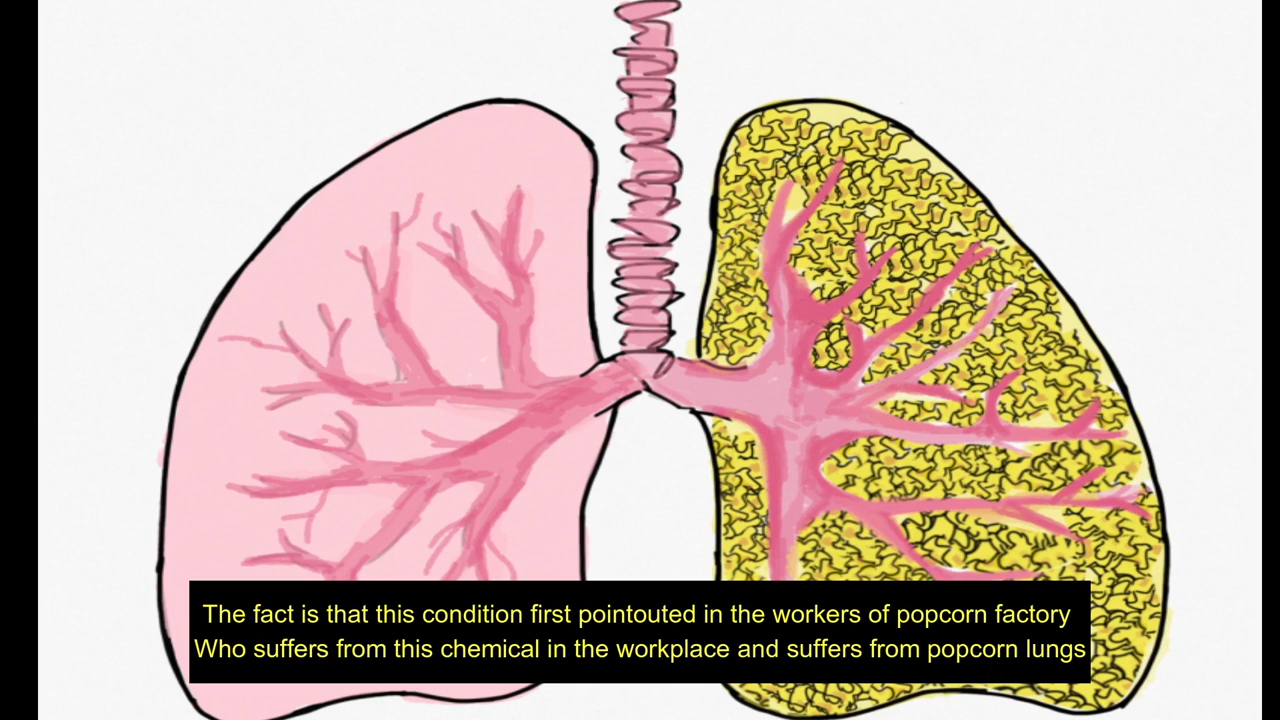 The fact is that this condition first pointouted in the workers of popcorn factory
Who suffers from this chemical in the workplace and suffers from popcorn lungs